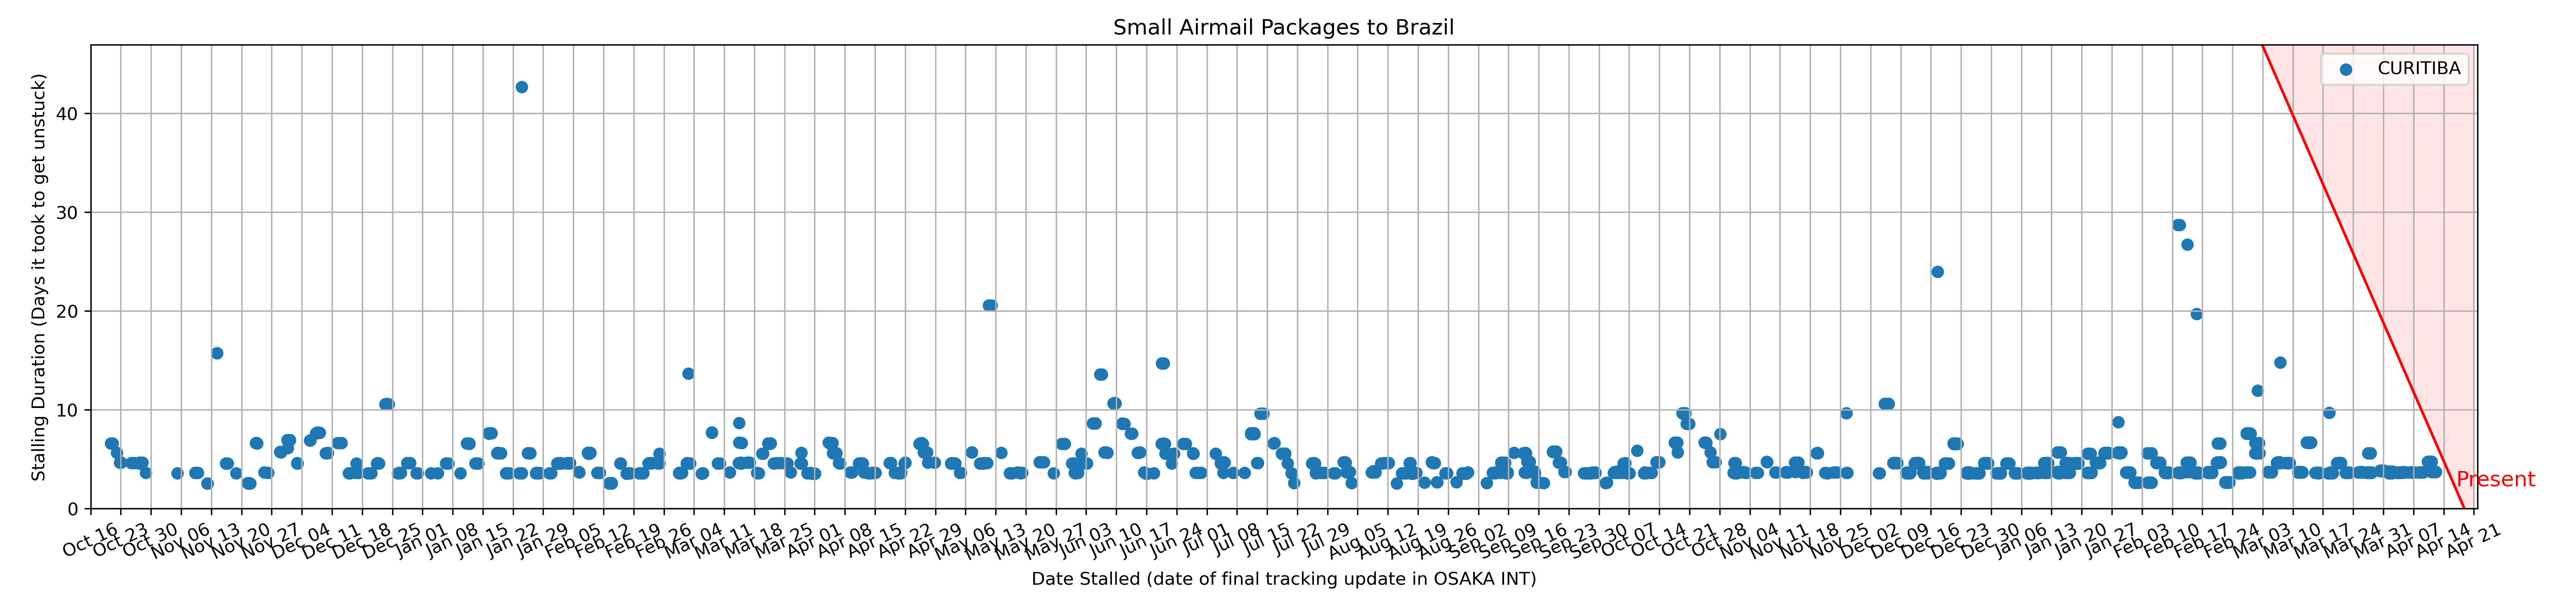 Small Airmail Packages to Brazil
CURITIBA
Stalling Duration (Days it took to get unstuck)
40
30
20
10
0
Present
Oct 16 Oct 23 Oct 30 Nov 06 Nov 13 Nov 20 Nov 27 Dec 04 Dec 11 Dec 18 Dec 25 Jan 01 Jan 08 Jan 15 Jan 22 Jan 29 Feb 05 Feb 12 Feb 19 Feb 26 Mar 04 Mar 11 Mar 18 Mar 25 Apr 01 Apr 08 Apr 15 Apr 22 Apr 29 May 06 May 13 May 20 May 27 Jun 03 Jun 10 Jun 17 Jun 24 Jul 01 Jul 08 Jul 15 Jul 22 Jul 29 Aug 05 Aug 12 Aug 19 Aug 26 Sep 02 Sep 09 Sep 16 Sep 23 Sep 30 Oct 07 Oct 14 Oct 21 Oct 28 Nov 04 Nov 11 Nov 18 Nov 25 Dec 02 Dec 09 Dec 16 Dec 23 Dec 30 Jan 06 Jan 13 Jan 20 Jan 27 Feb 03 Feb 10 Feb 17 Feb 24 Mar 03 Mar 10 Mar 17 Mar 24 Mar 31 Apr 07 Apr 14 Apr 21
Date Stalled (date of final tracking update in OSAKA INT)